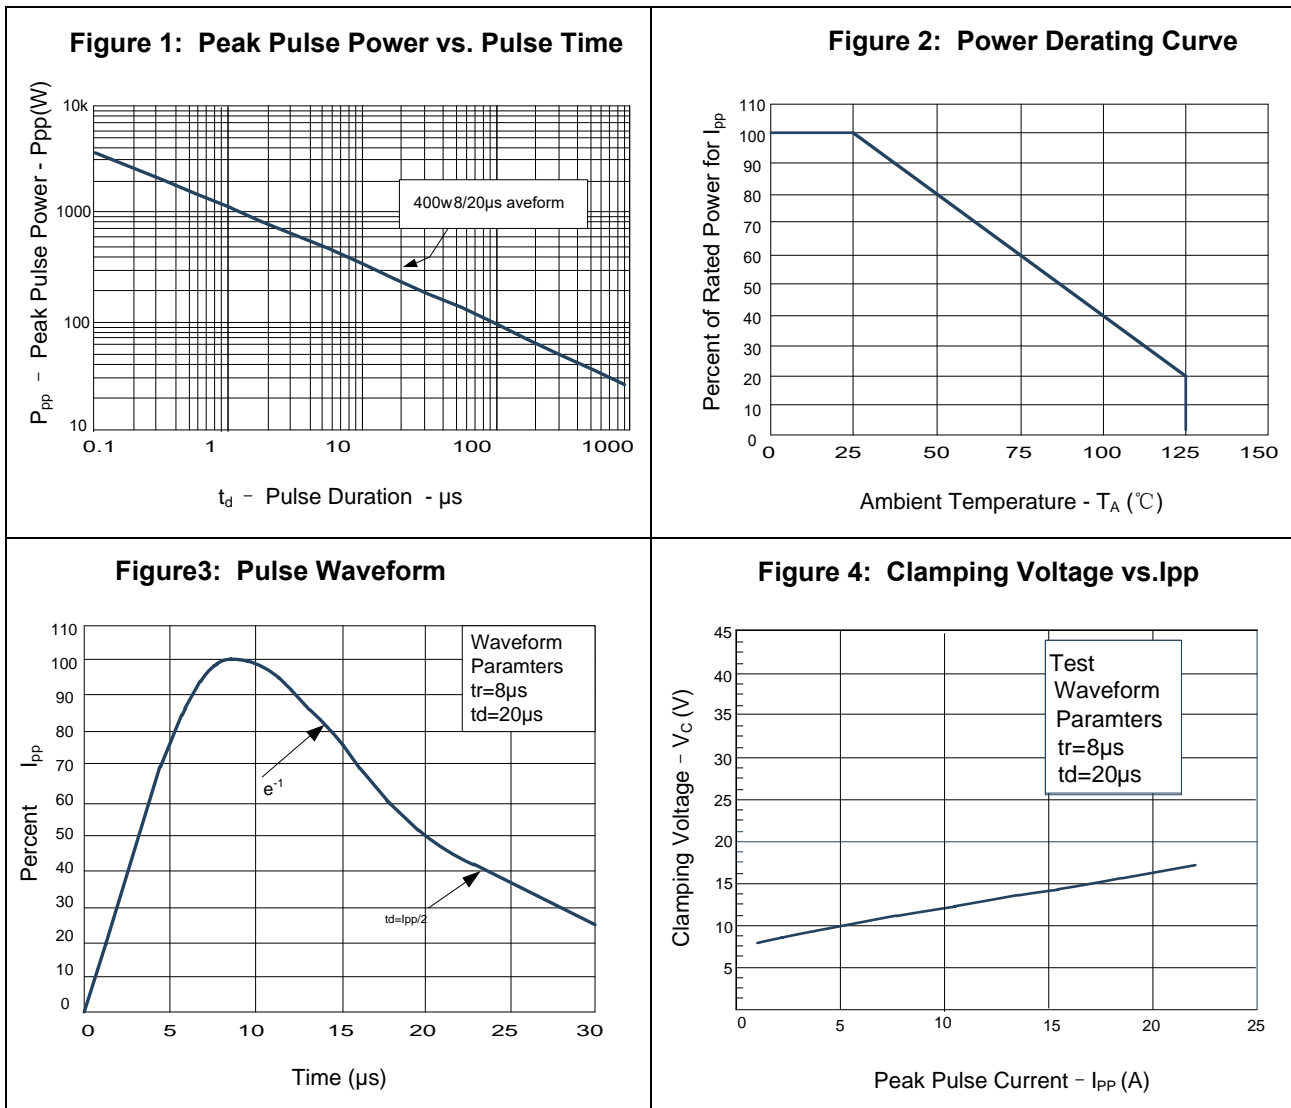 Figure 1: Peak Pulse Power vs. Pulse Time
Ppp – Peak Pulse Power - Ppp(W)
10k
1000
100
10
400w8/20µs aveform
0.1 1 10 100 1000
td – Pulse Duration - µs
Figure 2: Power Derating Curve
Percent of Rated Power for Ipp
110
100
90
80
70
60
50
40
30
20
10
0
0 25 50 75 100 125 150
Ambient Temperature - TA (℃)
Figure3: Pulse Waveform
Percent Ipp
110
100
90
80
70
60
50
40
30
20
10
0
Waveform
Paramters
tr=8µs
td=20µs
e-1
td=Ipp/2
0 5 10 15 20 25 30
Time (µs)
Figure 4: Clamping Voltage vs.Ipp
Clamping Voltage – VC (V)
45
40
35
30
25
20
15
10
5
Test
Waveform
Paramters
tr=8µs
td=20µs
0 5 10 15 20 25
Peak Pulse Current – IPP (A)